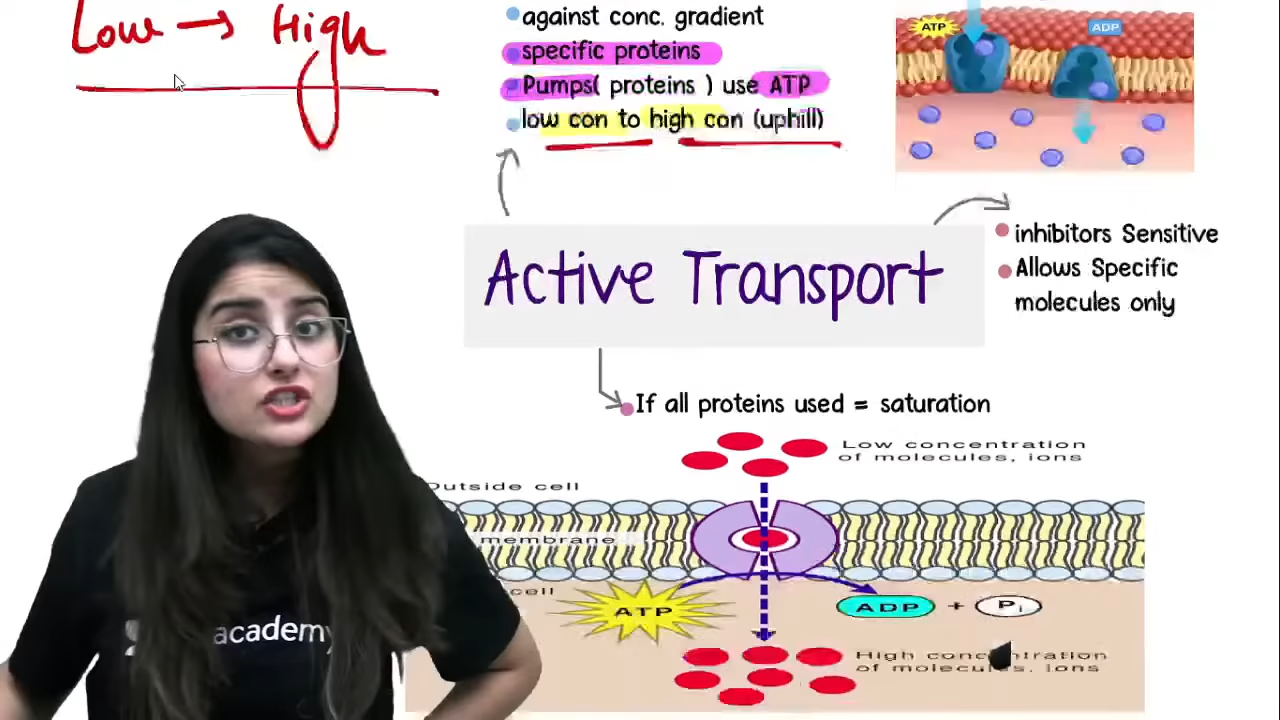 Low → High
against conc. gradient
specific proteins
Pumps( proteins ) use ATP
low con to high con (uphill)
ATP
ADP
Active Transport
inhibitors Sensitive
Allows Specific
molecules only
If all proteins used = saturation
Low concentration
of molecules, ions
Outside cell
membrane
cell
ATP
ADP + Pi
High concentration
of molecules, ions
academy